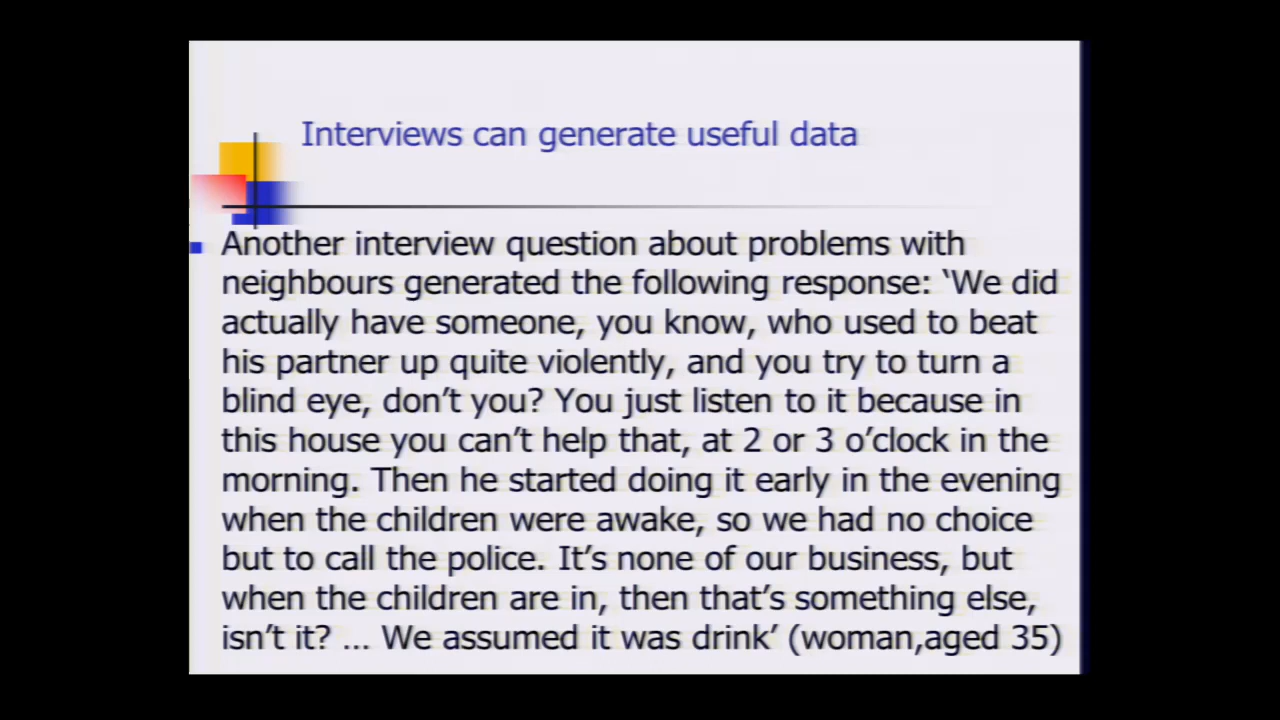 Interviews can generate useful data
Another interview question about problems with
neighbours generated the following response: ‘We did
actually have someone, you know, who used to beat
his partner up quite violently, and you try to turn a
blind eye, don’t you? You just listen to it because in
this house you can’t help that, at 2 or 3 o’clock in the
morning. Then he started doing it early in the evening
when the children were awake, so we had no choice
but to call the police. It’s none of our business, but
when the children are in, then that’s something else,
isn’t it? ... We assumed it was drink’ (woman,aged 35)